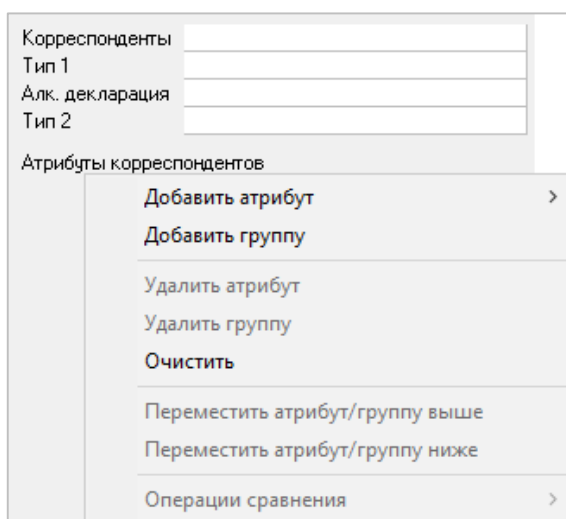 Корреспонденты
Тип 1
Алк. декларация
Тип 2
Атрибуты корреспондентов
Добавить атрибут
Добавить группу
Удалить атрибут
Удалить группу
Очистить
Переместить атрибут/группу выше
Переместить атрибут/группу ниже
Операции сравнения